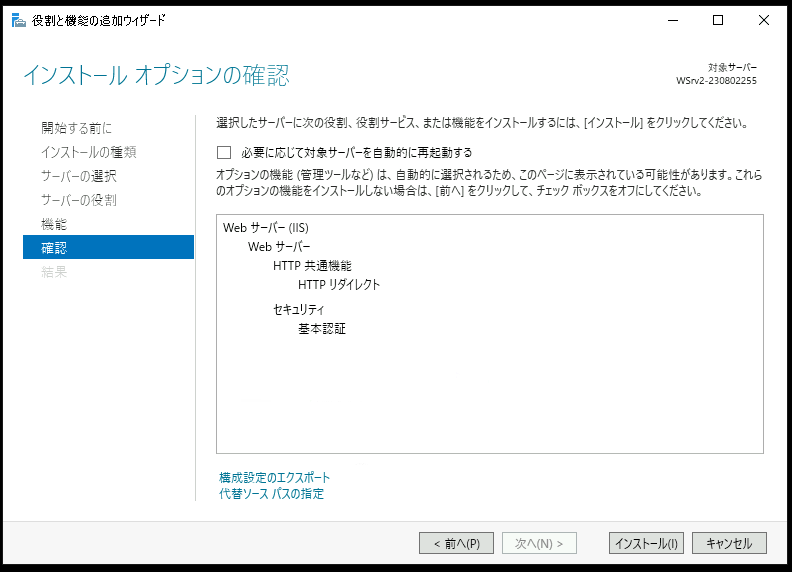 役割と機能の追加ウィザード
インストール オプションの確認
対象サーバー
WSrv2-230802255
開始する前に
インストールの種類
サーバーの選択
サーバーの役割
機能
確認
結果
選択したサーバーに次の役割、役割サービス、または機能をインストールするには、[インストール] をクリックしてください。
必要に応じて対象サーバーを自動的に再起動する
オプションの機能 (管理ツールなど) は、自動的に選択されるため、このページに表示されている可能性があります。これら
のオプションの機能をインストールしない場合は、[前へ] をクリックして、チェック ボックスをオフにしてください。
Web サーバー (IIS)
Web サーバー
HTTP 共通機能
HTTP リダイレクト
セキュリティ
基本認証
構成設定のエクスポート
代替ソース パスの指定
< 前へ(P)
次へ(N) >
インストール(I)
キャンセル